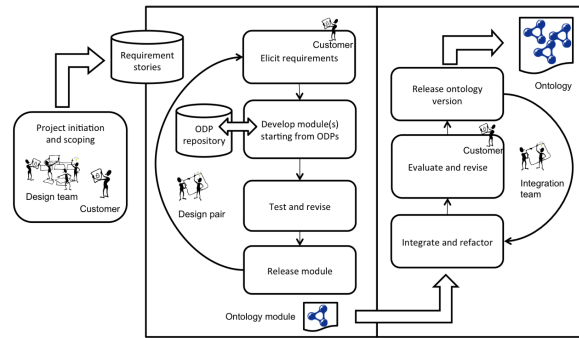 Project initiation
and scoping
Design team
Customer
Requirement
stories
Customer
Elicit requirements
ODP
repository
Develop module(s)
starting from ODPs
Design pair
Test and revise
Release module
Ontology module
Ontology
Release ontology
version
Customer
Evaluate and revise
Integration
team
Integrate and refactor